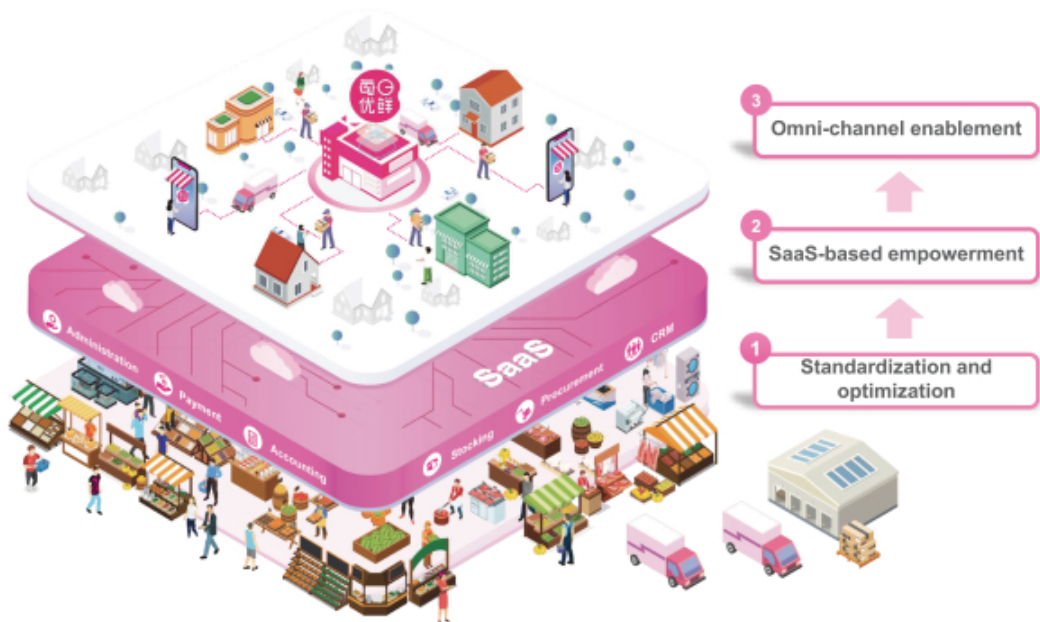 每日
优鲜
3
Omni-channel enablement
2
SaaS-based empowerment
1
Standardization and
optimization
SaaS
Administration
Payment
Accounting
Stocking
Procurement
CRM